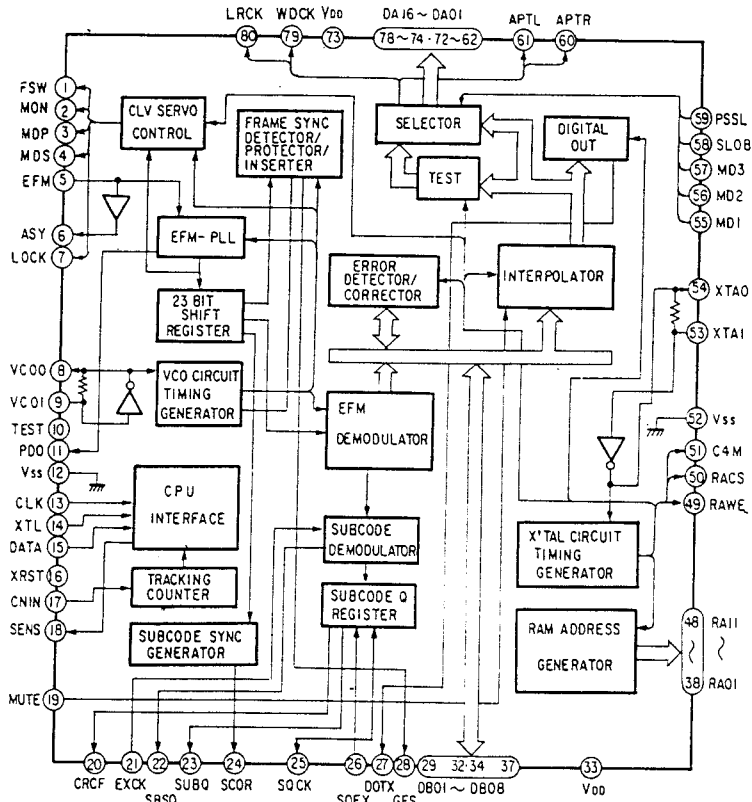 LRCK WDCK VDD DA16 ~ DA01 APTL APTR
80 79 73 78~74·72~62 61 60
FSW 1
MON 2
MDP 3
MDS 4
EFM 5
ASY 6
LOCK 7
VCOO 8
VCOI 9
TEST 10
PDO 11
Vss 12
CLK 13
XTL 14
DATA 15
XRST 16
CNIN 17
SENS 18
MUTE 19
CLV SERVO
CONTROL
FRAME SYNC
DETECTOR/
PROTECTOR/
INSERTER
SELECTOR
TEST
DIGITAL
OUT
EFM-PLL
23 BIT
SHIFT
REGISTER
ERROR
DETECTOR/
CORRECTOR
INTERPOLATOR
VCO CIRCUIT
TIMING
GENERATOR
EFM
DEMODULATOR
CPU
INTERFACE
TRACKING
COUNTER
SUBCODE SYNC
GENERATOR
SUBCODE
DEMODULATOR
SUBCODE Q
REGISTER
X'TAL CIRCUIT
TIMING
GENERATOR
RAM ADDRESS
GENERATOR
59 PSSL
58 SLOB
57 MD3
56 MD2
55 MD1
54 XTAO
53 XTAI
52 Vss
51 C4M
50 RACS
49 RAWE
48 RA11
~ ~
38 RA01
20 21 22 23 24 25 26 27 28 29 32·34 37 33
CRCF EXCK SBSO SUBQ SCOR SQCK SQEX DOTX GFS DB01~DB08 VDD